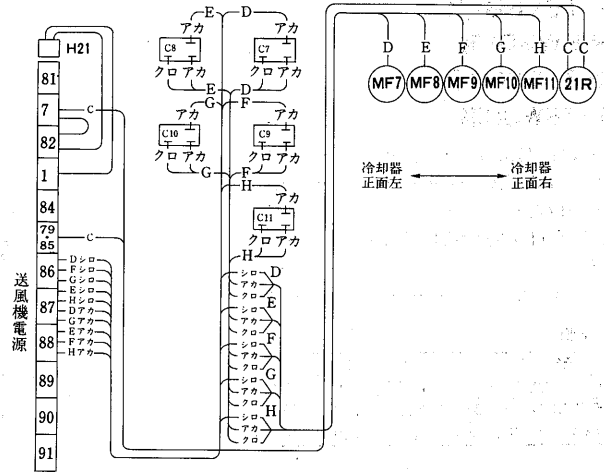 H21
81
7
82
1
84
79
・
85
86
87
88
89
90
91
送風機電源
C
C
Dシロ
Fシロ
Gシロ
Eシロ
Hシロ
Dアカ
Gアカ
Eアカ
Fアカ
Hアカ
E
D
アカ
アカ
C8
C7
クロ アカ
クロ アカ
E
D
G
F
アカ
アカ
C10
C9
クロ アカ
クロ アカ
G
F
H
アカ
C11
クロ アカ
H
シロ
アカ
クロ
D
シロ
アカ
クロ
E
シロ
アカ
クロ
F
シロ
アカ
クロ
G
シロ
アカ
クロ
H
D E F G H C C
MF7 MF8 MF9 MF10 MF11 21R
冷却器
正面左
冷却器
正面右